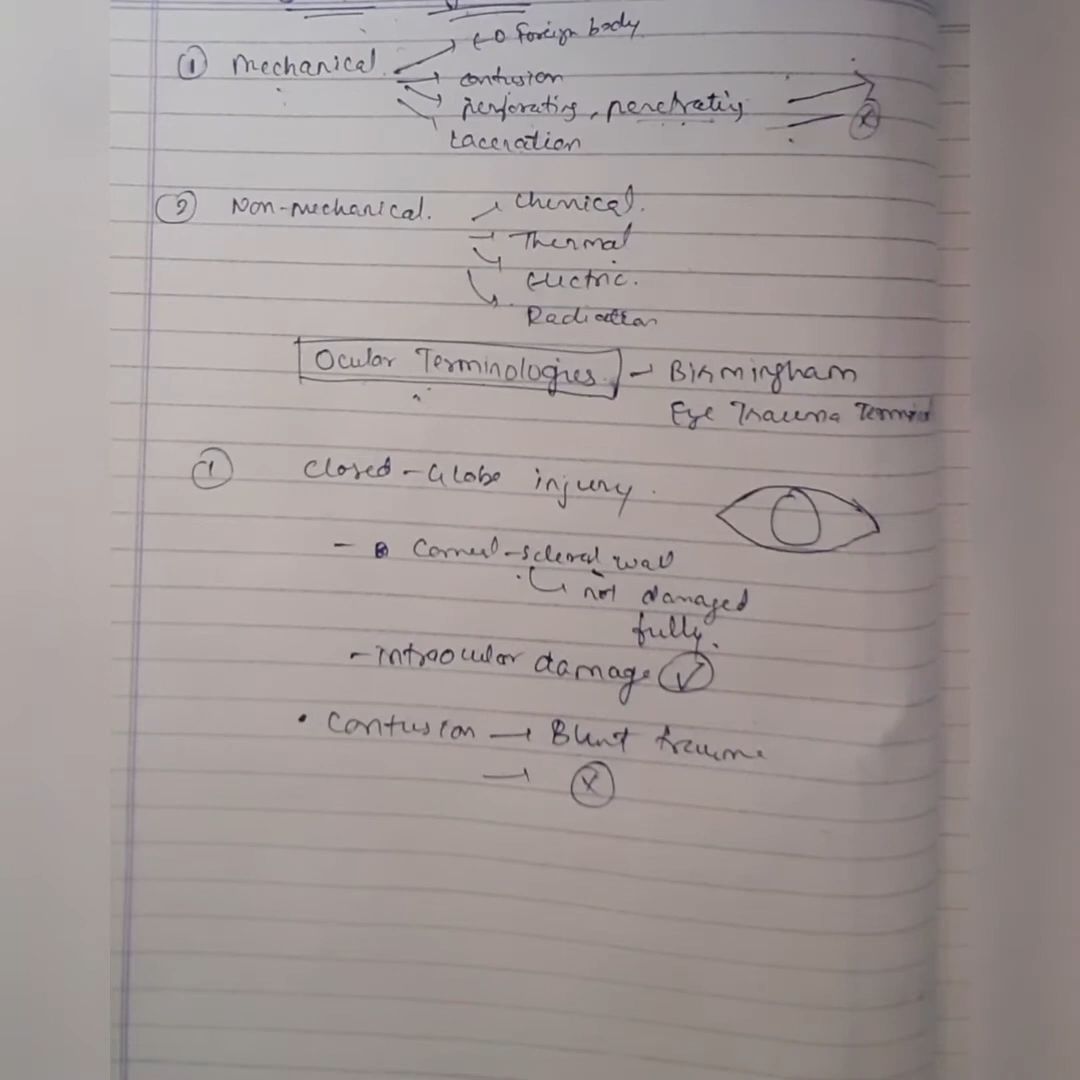 → Foreign body
① Mechanical
→ contusion
→ perforating, penetrating
Laceration
② Non-mechanical.
Chemical.
→ Thermal
Electric.
Radiation
Ocular Terminologies → Birmingham
Eye Trauma
① Closed-Globe injury.
- Corneal-scleral wall
↳ not damaged
fully.
- intraocular damage ✓
• Contusion → Blunt
→ X